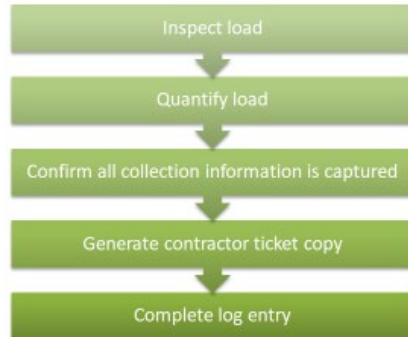 Inspect load
Quantify load
Confirm all collection information is captured
Generate contractor ticket copy
Complete log entry